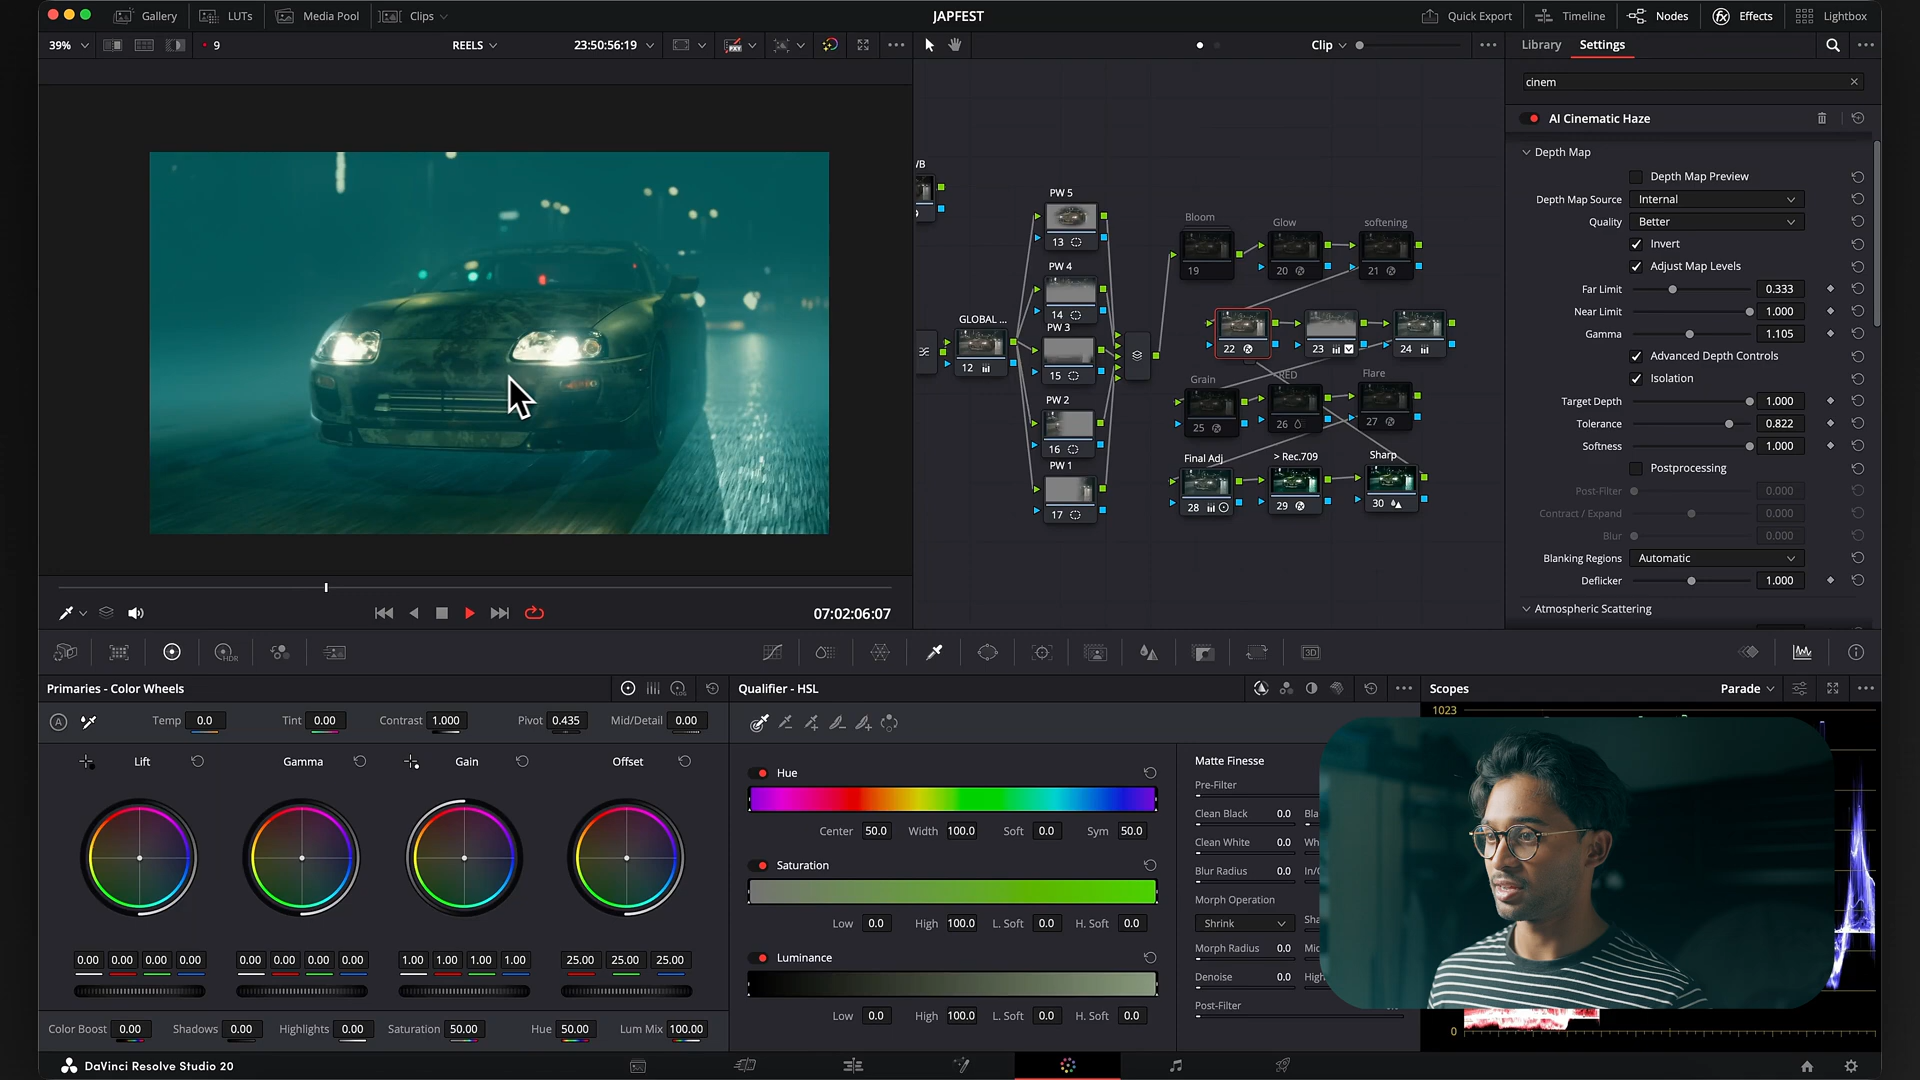 Gallery LUTs Media Pool Clips JAPFEST Quick Export Timeline Nodes Effects Lightbox
39% 9 REELS 23:50:56:19 Clip Library Settings
cinem
AI Cinematic Haze
Depth Map
Depth Map Preview
Depth Map Source Internal
Quality Better
Invert
Adjust Map Levels
Far Limit 0.333
Near Limit 1.000
Gamma 1.105
Advanced Depth Controls
Isolation
Target Depth 1.000
Tolerance 0.822
Softness 1.000
Postprocessing
Post-Filter 0.000
Contract / Expand 0.000
Blur 0.000
Blanking Regions Automatic
Deflicker 1.000
Atmospheric Scattering
PW 5
13
PW 4
14
PW 3
15
PW 2
16
PW 1
17
GLOBAL ...
12
Bloom Glow softening
19 20 21
22 23 24
Grain RED Flare
25 26 27
Final Adj > Rec.709 Sharp
28 29 30
07:02:06:07
HDR LOG 3D
Primaries - Color Wheels
Temp 0.0 Tint 0.00 Contrast 1.000 Pivot 0.435 Mid/Detail 0.00
Lift Gamma Gain Offset
0.00 0.00 0.00 0.00 0.00 0.00 0.00 0.00 1.00 1.00 1.00 1.00 25.00 25.00 25.00
Color Boost 0.00 Shadows 0.00 Highlights 0.00 Saturation 50.00 Hue 50.00 Lum Mix 100.00
Qualifier - HSL
Hue
Center 50.0 Width 100.0 Soft 0.0 Sym 50.0
Saturation
Low 0.0 High 100.0 L. Soft 0.0 H. Soft 0.0
Luminance
Low 0.0 High 100.0 L. Soft 0.0 H. Soft 0.0
Matte Finesse
Pre-Filter
Clean Black 0.0
Clean White 0.0
Blur Radius 0.0
Morph Operation
Shrink
Morph Radius 0.0
Denoise 0.0 High
Post-Filter
Scopes Parade
1023
0
DaVinci Resolve Studio 20